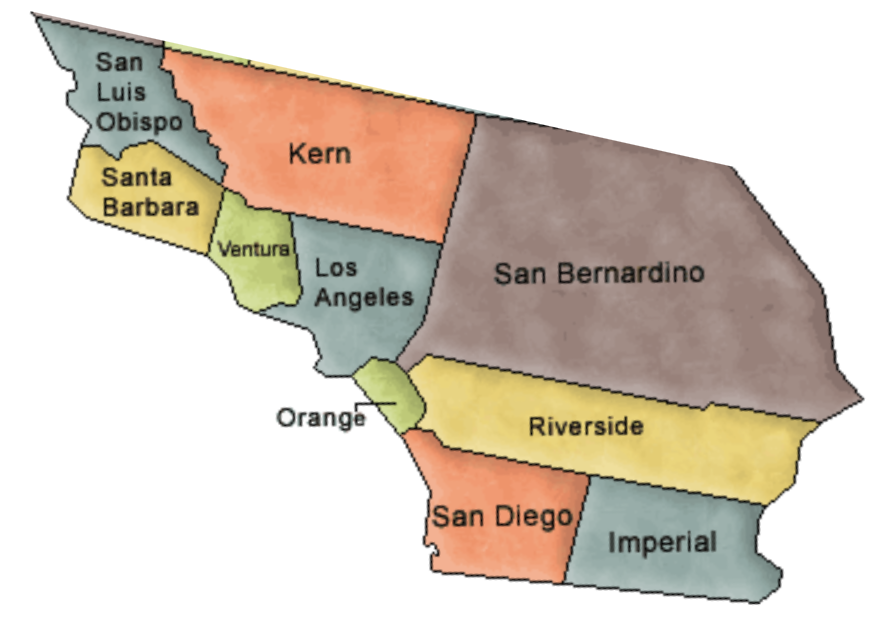 San
Luis
Obispo
Kern
Santa
Barbara
Ventura
Los
Angeles
San Bernardino
Orange
Riverside
San Diego
Imperial